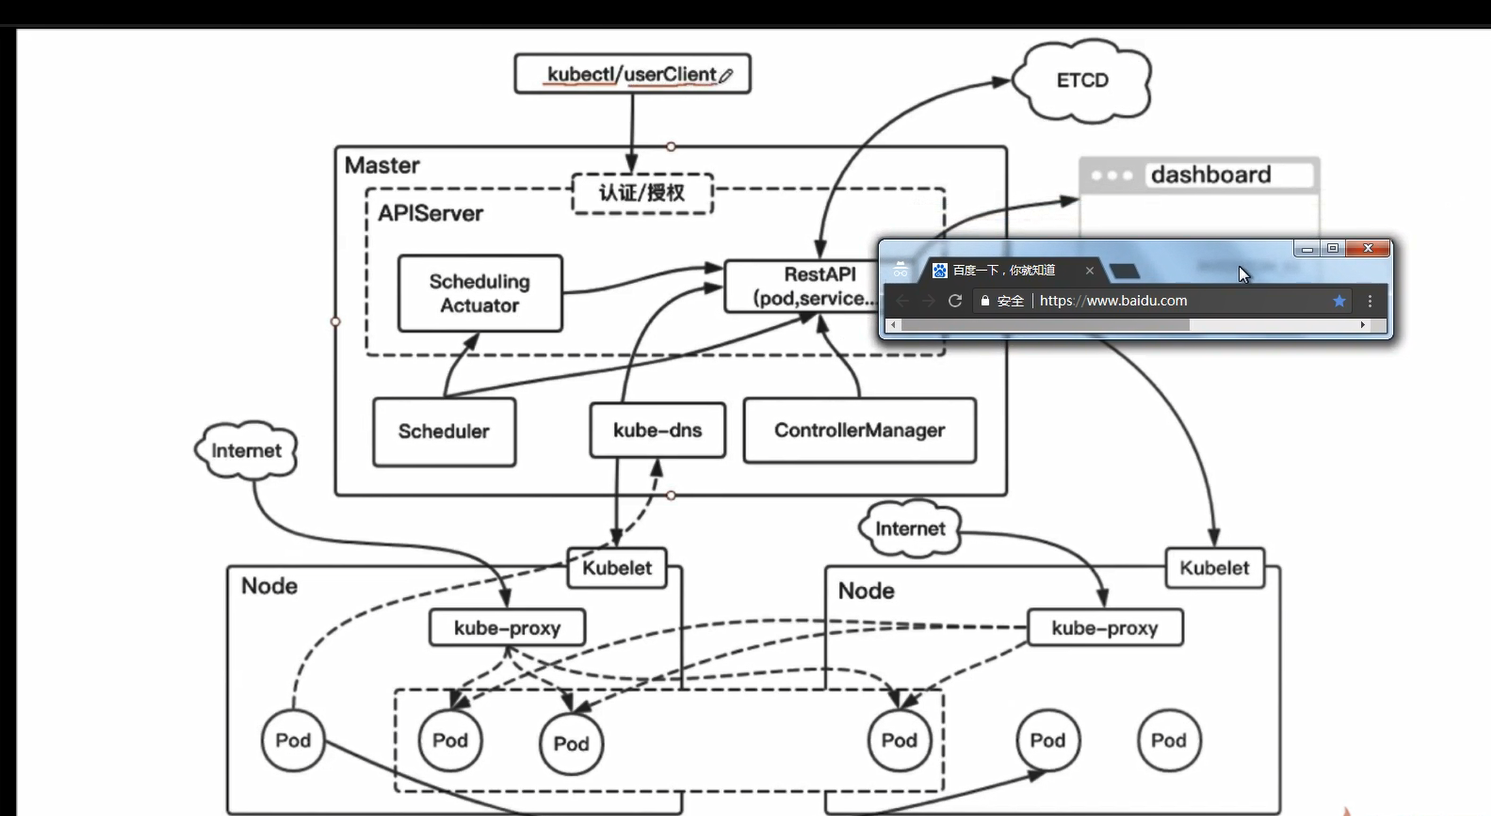 kubectl/userClient
ETCD
Master
认证/授权
dashboard
APIServer
Scheduling
Actuator
RestAPI
(pod,service...
百度一下，你就知道
安全
https://www.baidu.com
Scheduler
kube-dns
ControllerManager
Internet
Internet
Kubelet
Kubelet
Node
Node
kube-proxy
kube-proxy
Pod
Pod
Pod
Pod
Pod
Pod